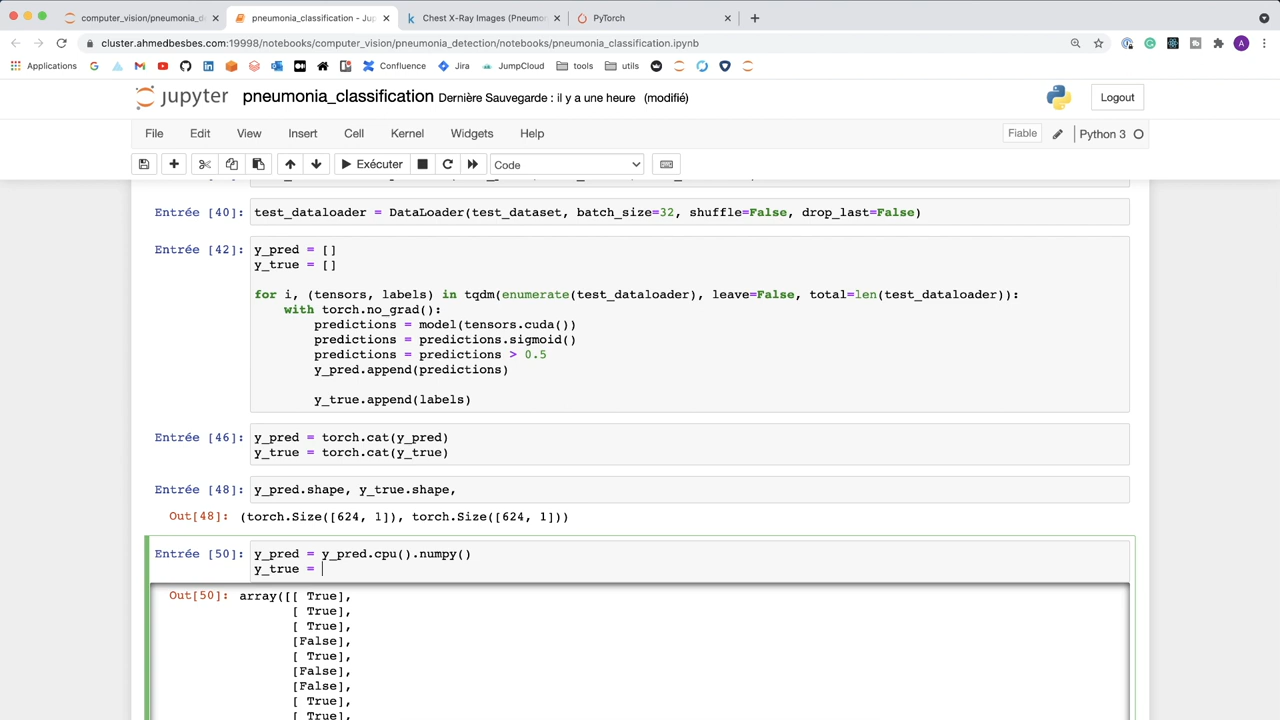 computer_vision/pneumonia_d
pneumonia_classification - Jup
Chest X-Ray Images (Pneumon
PyTorch
cluster.ahmedbesbes.com:19998/notebooks/computer_vision/pneumonia_detection/notebooks/pneumonia_classification.ipynb
A
Applications
Confluence
Jira
JumpCloud
tools
utils
jupyter pneumonia_classification Dernière Sauvegarde : il y a une heure (modifié)
Logout
File Edit View Insert Cell Kernel Widgets Help
Fiable
Python 3
Exécuter
Code
Entrée [40]: test_dataloader = DataLoader(test_dataset, batch_size=32, shuffle=False, drop_last=False)
Entrée [42]: y_pred = []
y_true = []
for i, (tensors, labels) in tqdm(enumerate(test_dataloader), leave=False, total=len(test_dataloader)):
with torch.no_grad():
predictions = model(tensors.cuda())
predictions = predictions.sigmoid()
predictions = predictions > 0.5
y_pred.append(predictions)
y_true.append(labels)
Entrée [46]: y_pred = torch.cat(y_pred)
y_true = torch.cat(y_true)
Entrée [48]: y_pred.shape, y_true.shape,
Out[48]: (torch.Size([624, 1]), torch.Size([624, 1]))
Entrée [50]: y_pred = y_pred.cpu().numpy()
y_true =
Out[50]: array([[ True],
[ True],
[ True],
[False],
[ True],
[False],
[False],
[ True],
[ True],